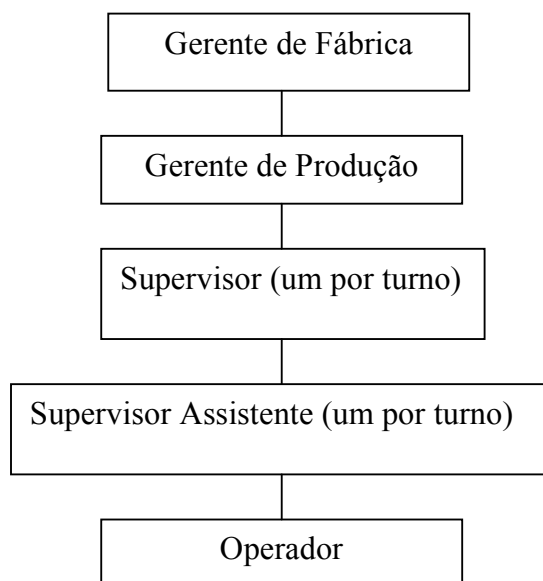 Gerente de Fábrica
Gerente de Produção
Supervisor (um por turno)
Supervisor Assistente (um por turno)
Operador